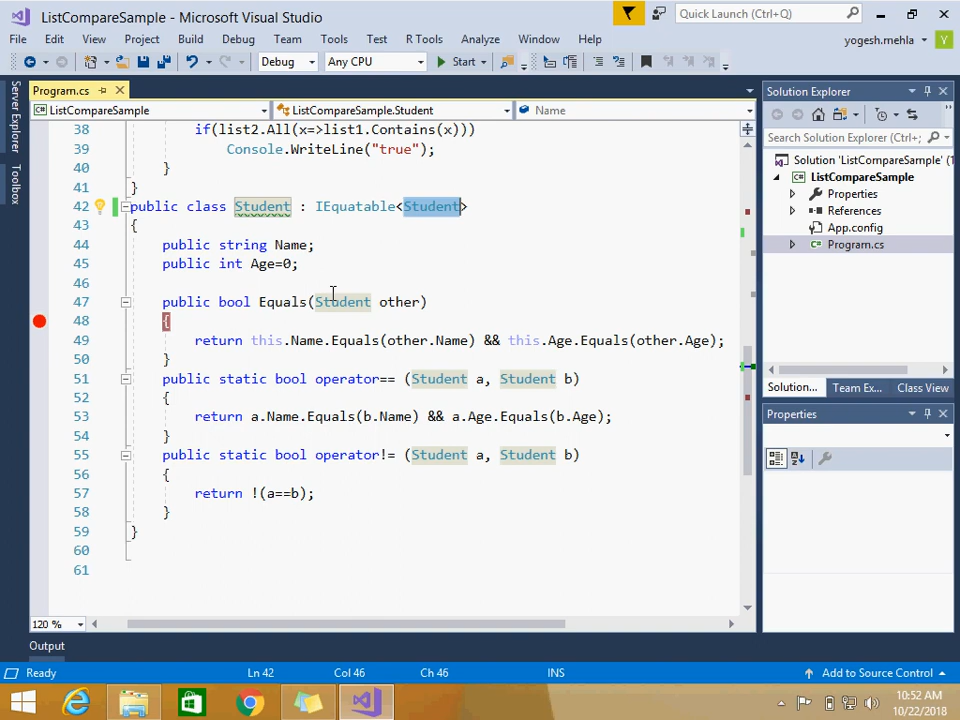 ListCompareSample - Microsoft Visual Studio
Quick Launch (Ctrl+Q)
File Edit View Project Build Debug Team Tools Test R Tools Analyze Window Help
yogesh.mehla Y
Debug Any CPU Start
Server Explorer
Toolbox
Program.cs
ListCompareSample ListCompareSample.Student Name
38 if(list2.All(x=>list1.Contains(x)))
39 Console.WriteLine("true");
40 }
41 }
42 public class Student : IEquatable<Student>
43 {
44 public string Name;
45 public int Age=0;
46
47 public bool Equals(Student other)
48 {
49 return this.Name.Equals(other.Name) && this.Age.Equals(other.Age);
50 }
51 public static bool operator== (Student a, Student b)
52 {
53 return a.Name.Equals(b.Name) && a.Age.Equals(b.Age);
54 }
55 public static bool operator!= (Student a, Student b)
56 {
57 return !(a==b);
58 }
59 }
60
61
120 %
Solution Explorer
Search Solution Explorer (Ctrl+;
Solution 'ListCompareSample' (1
ListCompareSample
Properties
References
App.config
Program.cs
Solution... Team Ex... Class View
Properties
Output
Ready Ln 42 Col 46 Ch 46 INS Add to Source Control
10:52 AM
10/22/2018